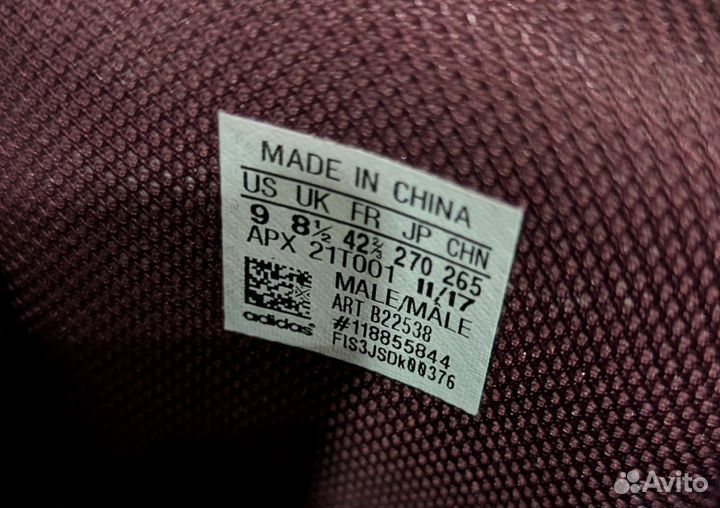 MADE IN CHINA
US UK FR JP CHN
9 8½ 42⅔ 270 265
APX 21T001 11/17
MALE/MÂLE
ART B22538
#118855844
FIS3JSDk00376
adidas
Avito